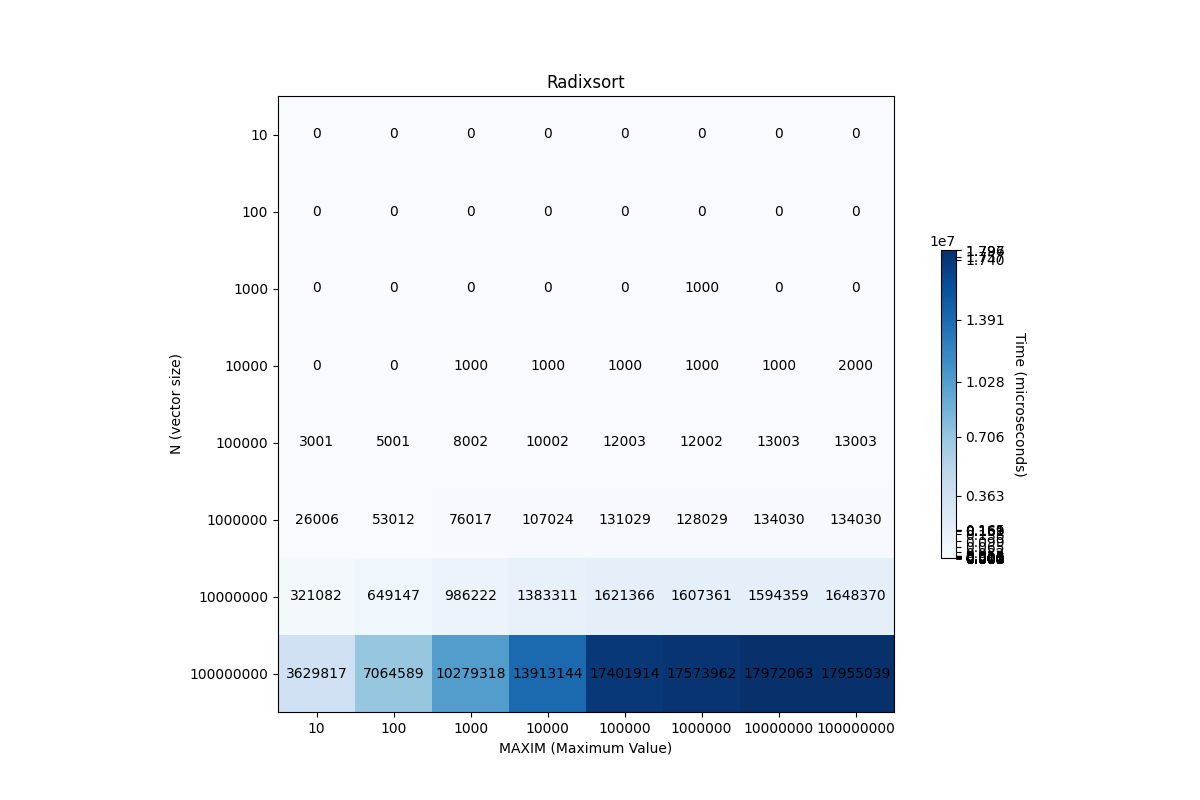 Radixsort
10 0 0 0 0 0 0 0 0
100 0 0 0 0 0 0 0 0
1000 0 0 0 0 0 1000 0 0
10000 0 0 1000 1000 1000 1000 1000 2000
100000 3001 5001 8002 10002 12003 12002 13003 13003
1000000 26006 53012 76017 107024 131029 128029 134030 134030
10000000 321082 649147 986222 1383311 1621366 1607361 1594359 1648370
100000000 3629817 7064589 10279318 13913144 17401914 17573962 17972063 17955039
10 100 1000 10000 100000 1000000 10000000 100000000
MAXIM (Maximum Value)
N (vector size)
1e7
1.740
1.391
1.028
0.706
0.363
Time (microseconds)